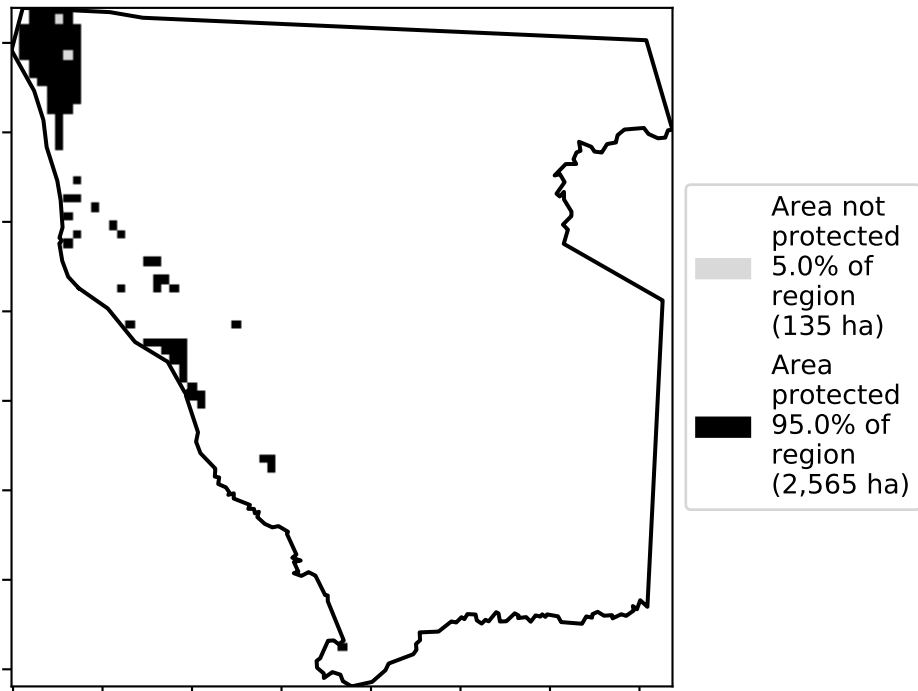 Area not
protected
5.0% of
region
(135 ha)
Area
protected
95.0% of
region
(2,565 ha)